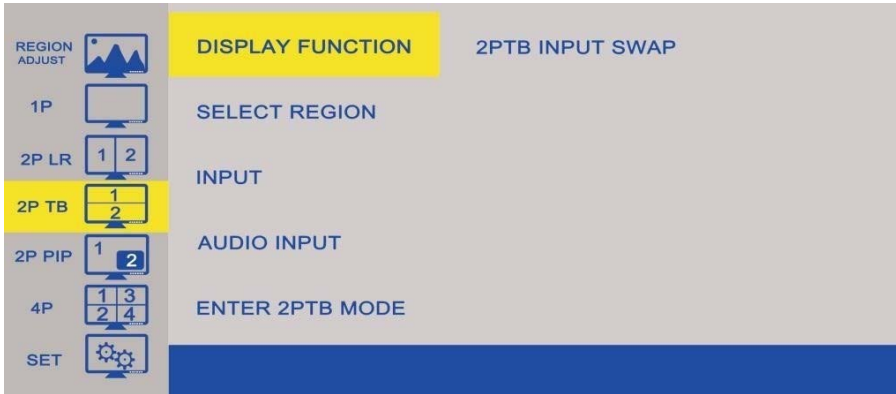 REGION
ADJUST
1P
2P LR
1 2
2P TB
1
2
2P PIP
1
2
4P
1 3
2 4
SET
DISPLAY FUNCTION
2PTB INPUT SWAP
SELECT REGION
INPUT
AUDIO INPUT
ENTER 2PTB MODE